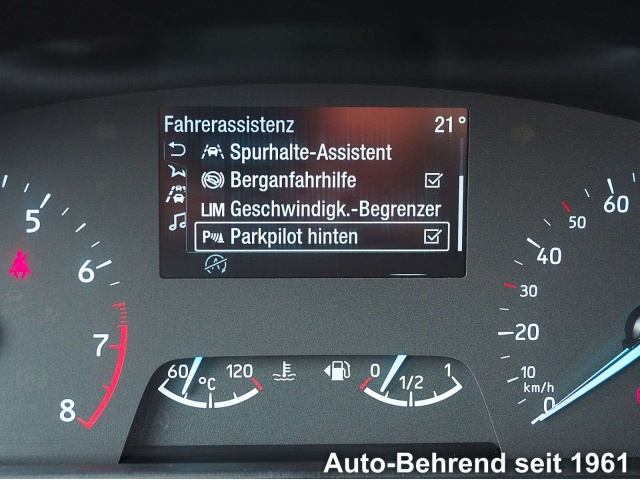 Fahrerassistenz 21°
Spurhalte-Assistent
Berganfahrhilfe
LIM Geschwindigk.-Begrenzer
P Parkpilot hinten
5
6
7
8
60 °C 120
0 1/2 1
60
50
40
30
20
10
km/h
0
Auto-Behrend seit 1961